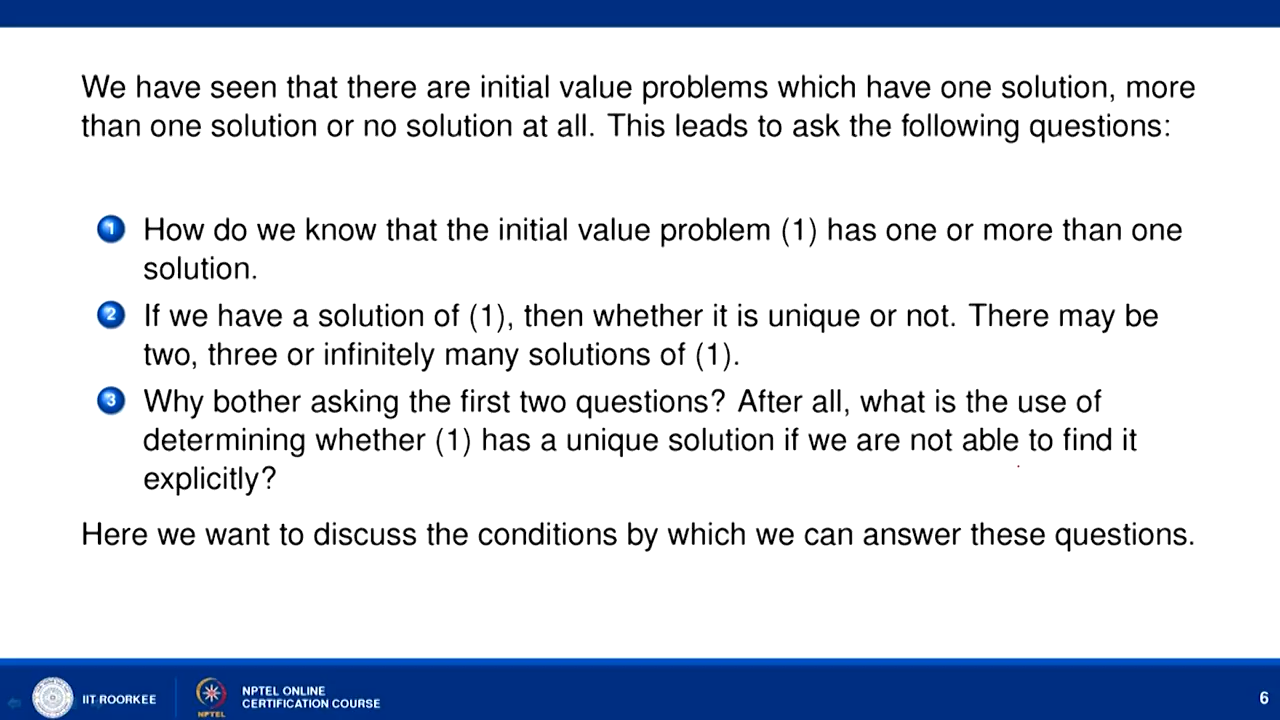 We have seen that there are initial value problems which have one solution, more
than one solution or no solution at all. This leads to ask the following questions:
1 How do we know that the initial value problem (1) has one or more than one
solution.
2 If we have a solution of (1), then whether it is unique or not. There may be
two, three or infinitely many solutions of (1).
3 Why bother asking the first two questions? After all, what is the use of
determining whether (1) has a unique solution if we are not able to find it
explicitly?
Here we want to discuss the conditions by which we can answer these questions.
IIT ROORKEE
NPTEL
NPTEL ONLINE
CERTIFICATION COURSE
6